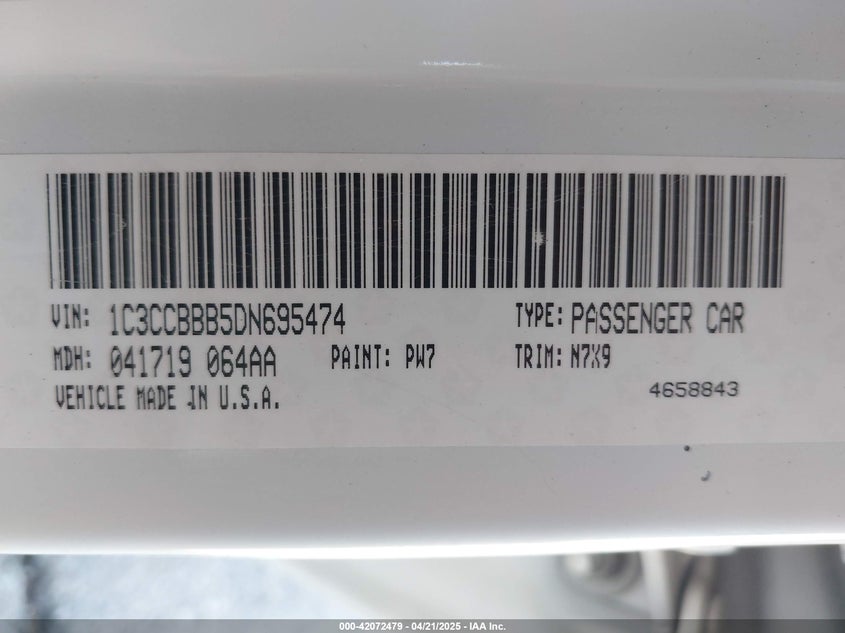 VIN: 1C3CCBBB5DN695474 TYPE: PASSENGER CAR
MDH: 041719 064AA PAINT: PW7 TRIM: N7X9
VEHICLE MADE IN U.S.A. 4658843
000-42072479 - 04/21/2025 - IAA Inc.